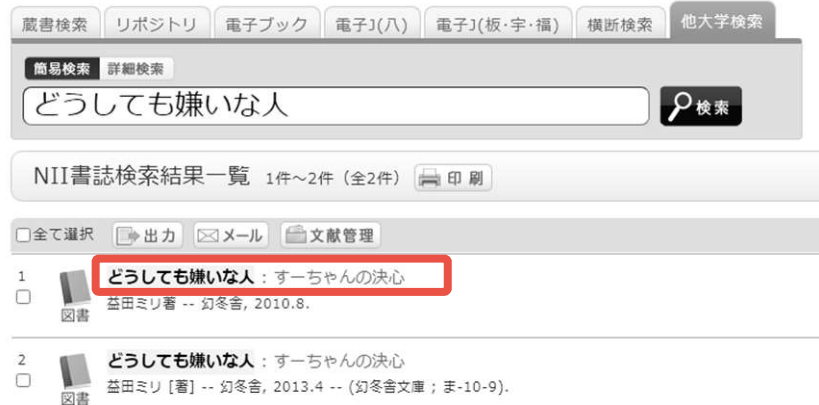 蔵書検索 リポジトリ 電子ブック 電子J(八) 電子J(板･宇･福) 横断検索 他大学検索
簡易検索 詳細検索
どうしても嫌いな人 検索
NII書誌検索結果一覧 1件～2件 (全2件) 印刷
全て選択 出力 メール 文献管理
1 どうしても嫌いな人 : すーちゃんの決心
図書 益田ミリ著 -- 幻冬舎, 2010.8.
2 どうしても嫌いな人 : すーちゃんの決心
図書 益田ミリ [著] -- 幻冬舎, 2013.4 -- (幻冬舎文庫 ; ま-10-9).